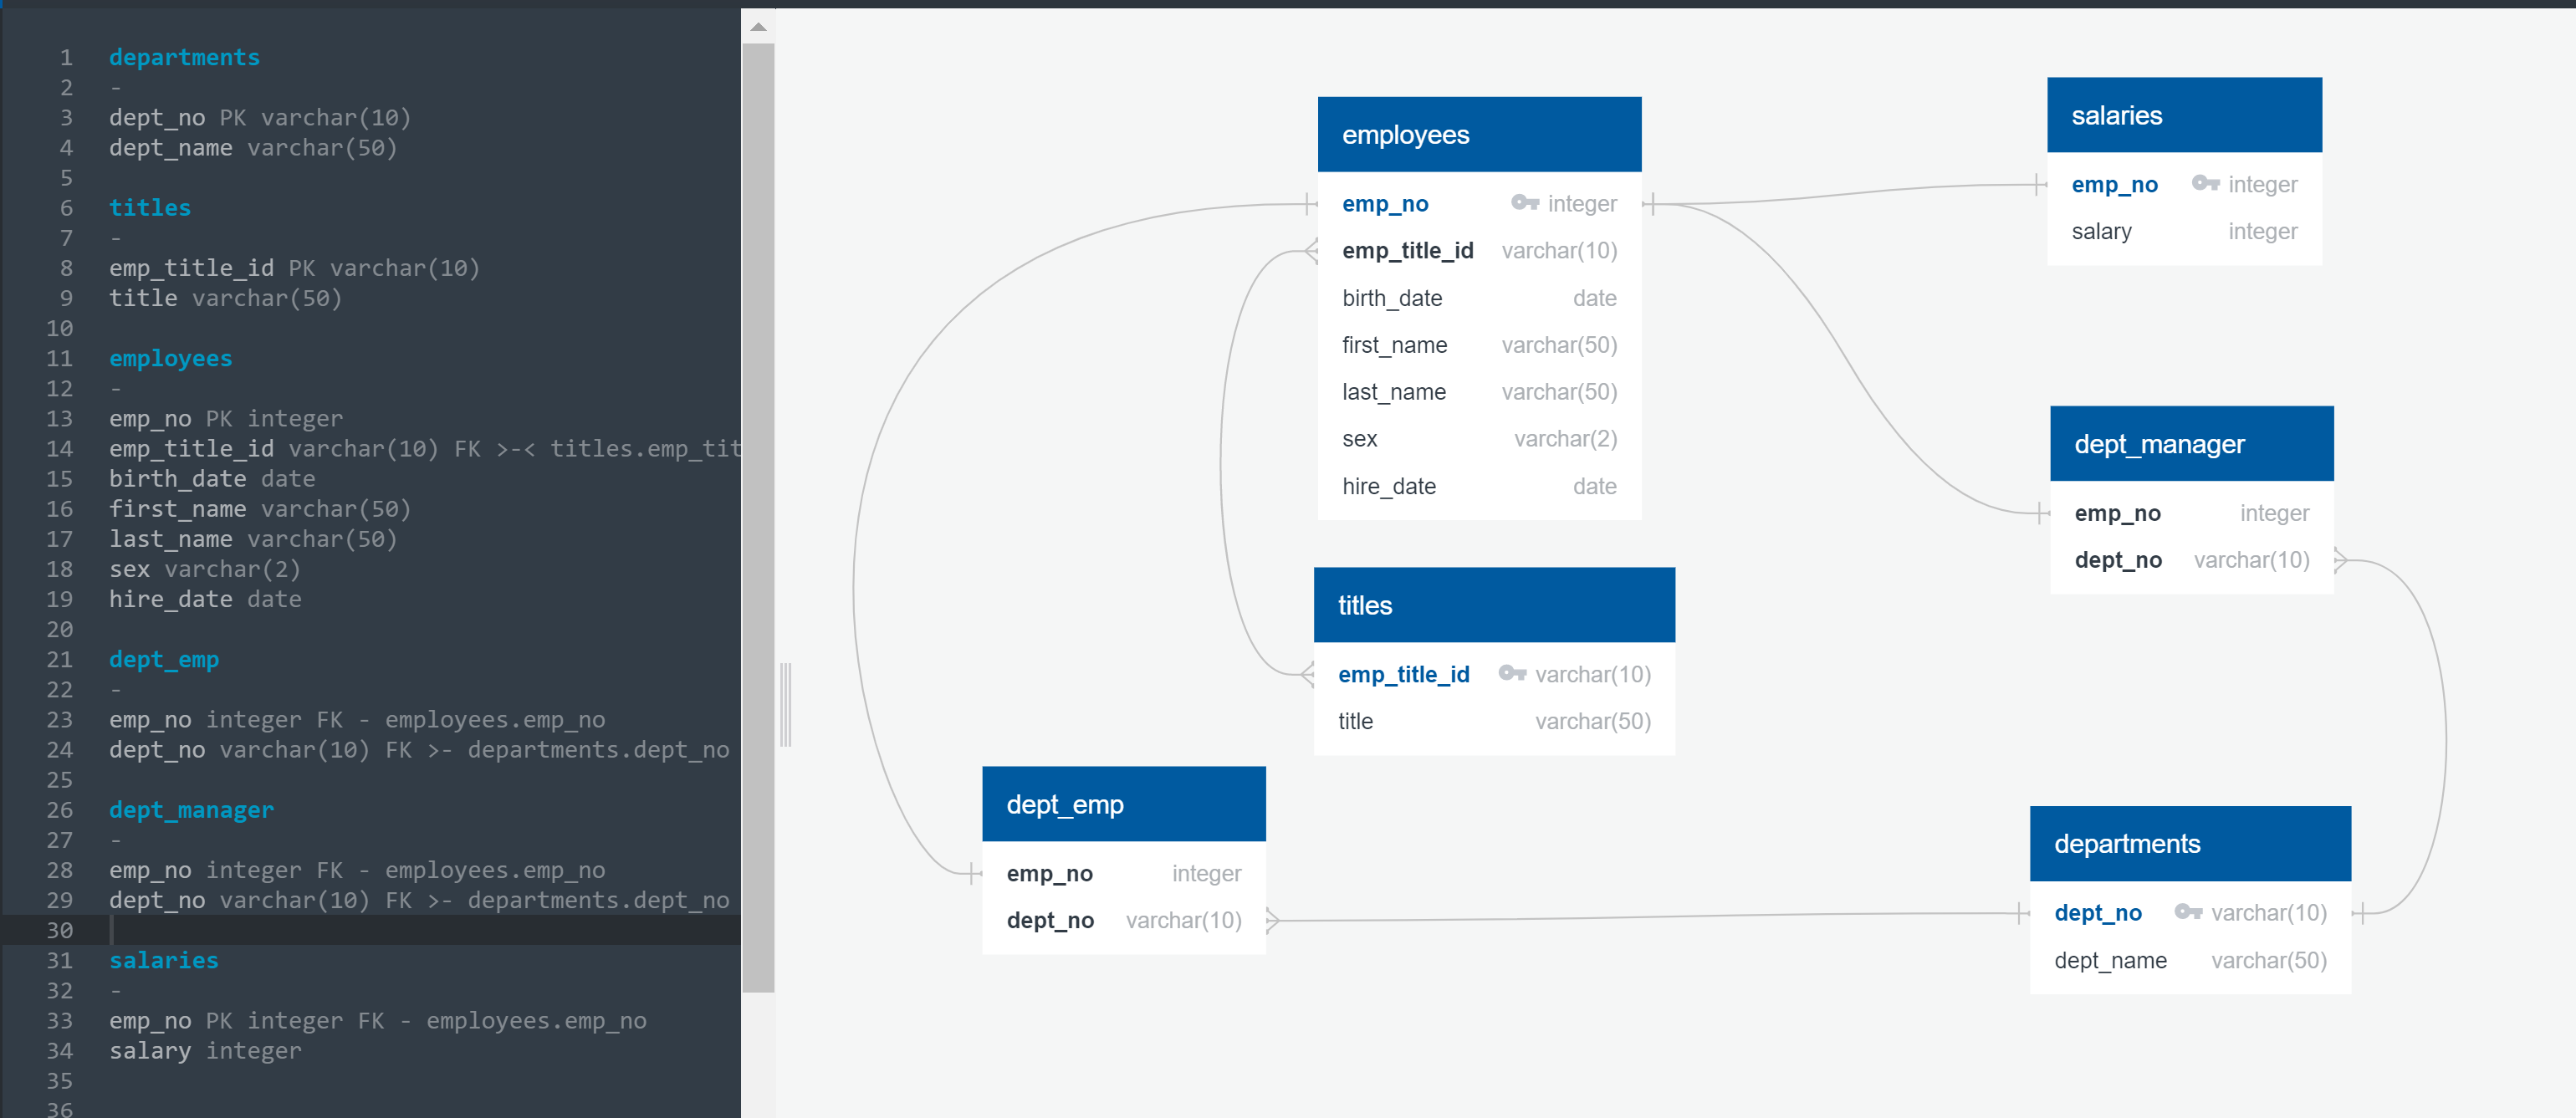 1 departments
2 -
3 dept_no PK varchar(10)
4 dept_name varchar(50)
5
6 titles
7 -
8 emp_title_id PK varchar(10)
9 title varchar(50)
10
11 employees
12 -
13 emp_no PK integer
14 emp_title_id varchar(10) FK >-< titles.emp_tit
15 birth_date date
16 first_name varchar(50)
17 last_name varchar(50)
18 sex varchar(2)
19 hire_date date
20
21 dept_emp
22 -
23 emp_no integer FK - employees.emp_no
24 dept_no varchar(10) FK >- departments.dept_no
25
26 dept_manager
27 -
28 emp_no integer FK - employees.emp_no
29 dept_no varchar(10) FK >- departments.dept_no
30
31 salaries
32 -
33 emp_no PK integer FK - employees.emp_no
34 salary integer
35
36
employees
emp_no integer
emp_title_id varchar(10)
birth_date date
first_name varchar(50)
last_name varchar(50)
sex varchar(2)
hire_date date
salaries
emp_no integer
salary integer
dept_manager
emp_no integer
dept_no varchar(10)
titles
emp_title_id varchar(10)
title varchar(50)
dept_emp
emp_no integer
dept_no varchar(10)
departments
dept_no varchar(10)
dept_name varchar(50)